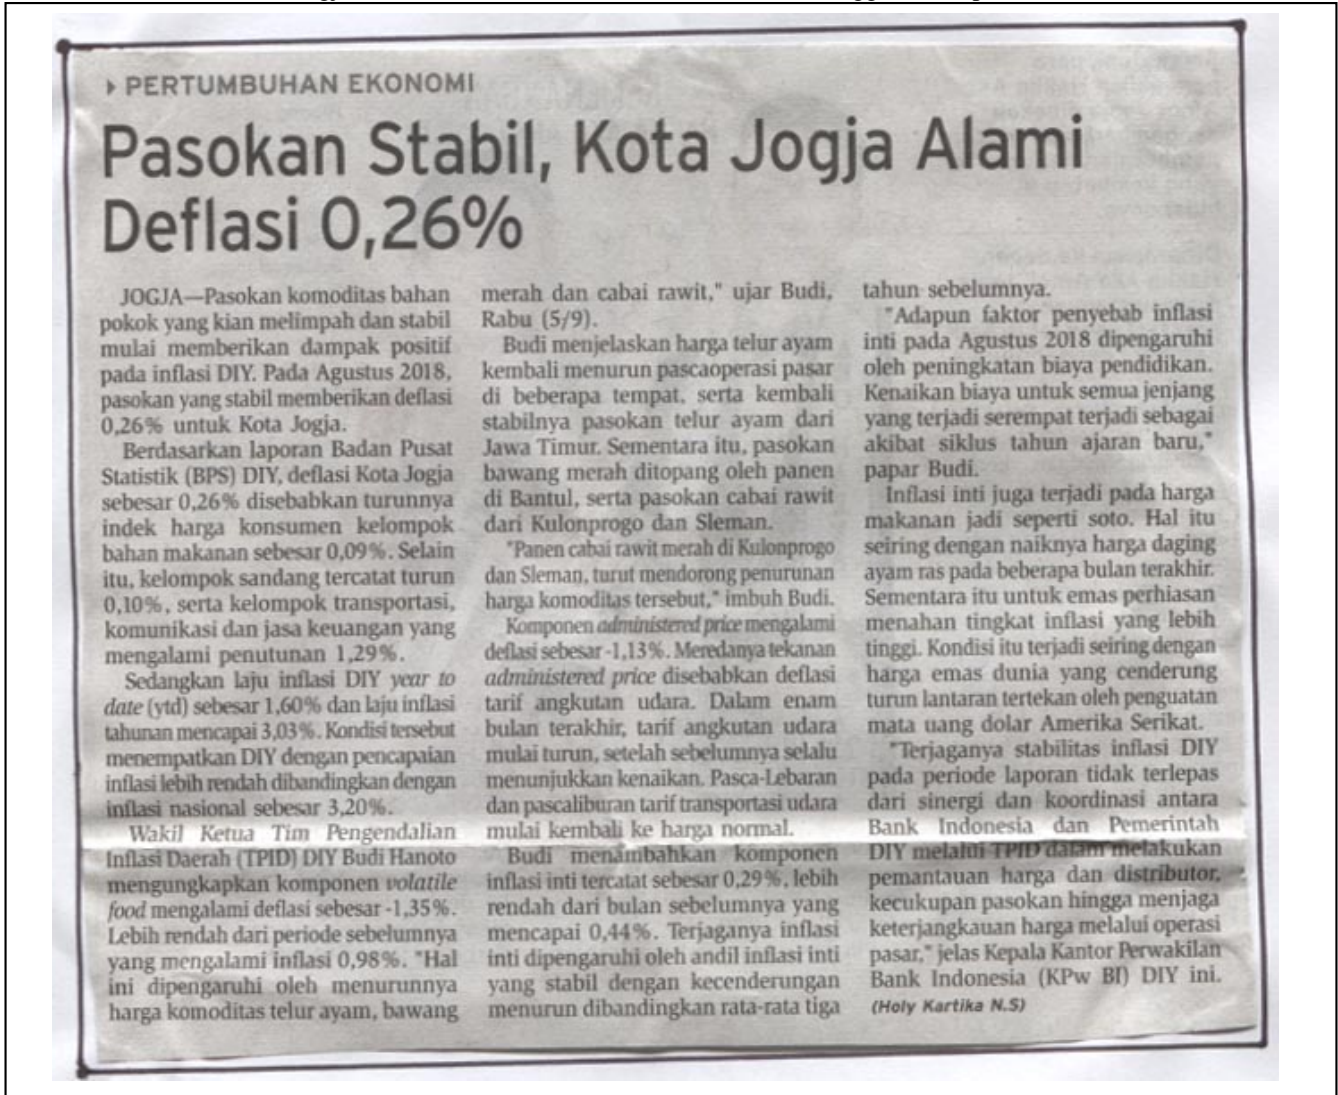 PERTUMBUHAN EKONOMI
Pasokan Stabil, Kota Jogja Alami
Deflasi 0,26%
JOGJA—Pasokan komoditas bahan
pokok yang kian melimpah dan stabil
mulai memberikan dampak positif
pada inflasi DIY. Pada Agustus 2018,
pasokan yang stabil memberikan deflasi
0,26% untuk Kota Jogja.
Berdasarkan laporan Badan Pusat
Statistik (BPS) DIY, deflasi Kota Jogja
sebesar 0,26% disebabkan turunnya
indek harga konsumen kelompok
bahan makanan sebesar 0,09%. Selain
itu, kelompok sandang tercatat turun
0,10%, serta kelompok transportasi,
komunikasi dan jasa keuangan yang
mengalami penutunan 1,29%.
Sedangkan laju inflasi DIY year to
date (ytd) sebesar 1,60% dan laju inflasi
tahunan mencapai 3,03%. Kondisi tersebut
menempatkan DIY dengan pencapaian
inflasi lebih rendah dibandingkan dengan
inflasi nasional sebesar 3,20%.
Wakil Ketua Tim Pengendalian
Inflasi Daerah (TPID) DIY Budi Hanoto
mengungkapkan komponen volatile
food mengalami deflasi sebesar -1,35%.
Lebih rendah dari periode sebelumnya
yang mengalami inflasi 0,98%. "Hal
ini dipengaruhi oleh menurunnya
harga komoditas telur ayam, bawang
merah dan cabai rawit," ujar Budi,
Rabu (5/9).
Budi menjelaskan harga telur ayam
kembali menurun pascaoperasi pasar
di beberapa tempat, serta kembali
stabilnya pasokan telur ayam dari
Jawa Timur. Sementara itu, pasokan
bawang merah ditopang oleh panen
di Bantul, serta pasokan cabai rawit
dari Kulonprogo dan Sleman.
"Panen cabai rawit merah di Kulonprogo
dan Sleman, turut mendorong penurunan
harga komoditas tersebut," imbuh Budi.
Komponen administered price mengalami
deflasi sebesar -1,13%. Meredanya tekanan
administered price disebabkan deflasi
tarif angkutan udara. Dalam enam
bulan terakhir, tarif angkutan udara
mulai turun, setelah sebelumnya selalu
menunjukkan kenaikan. Pasca-Lebaran
dan pascaliburan tarif transportasi udara
mulai kembali ke harga normal.
Budi menambahkan komponen
inflasi inti tercatat sebesar 0,29%, lebih
rendah dari bulan sebelumnya yang
mencapai 0,44%. Terjaganya inflasi
inti dipengaruhi oleh andil inflasi inti
yang stabil dengan kecenderungan
menurun dibandingkan rata-rata tiga
tahun sebelumnya.
"Adapun faktor penyebab inflasi
inti pada Agustus 2018 dipengaruhi
oleh peningkatan biaya pendidikan.
Kenaikan biaya untuk semua jenjang
yang terjadi serempat terjadi sebagai
akibat siklus tahun ajaran baru,"
papar Budi.
Inflasi inti juga terjadi pada harga
makanan jadi seperti soto. Hal itu
seiring dengan naiknya harga daging
ayam ras pada beberapa bulan terakhir.
Sementara itu untuk emas perhiasan
menahan tingkat inflasi yang lebih
tinggi. Kondisi itu terjadi seiring dengan
harga emas dunia yang cenderung
turun lantaran tertekan oleh penguatan
mata uang dolar Amerika Serikat.
"Terjaganya stabilitas inflasi DIY
pada periode laporan tidak terlepas
dari sinergi dan koordinasi antara
Bank Indonesia dan Pemerintah
DIY melalui TPID dalam melakukan
pemantauan harga dan distributor,
kecukupan pasokan hingga menjaga
keterjangkauan harga melalui operasi
pasar," jelas Kepala Kantor Perwakilan
Bank Indonesia (KPw BI) DIY ini.
(Holy Kartika N.S)